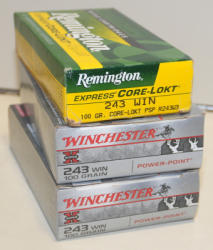 Remington
Remington
EXPRESS CORE-LOKT
243 WIN
100 GR. CORE-LOKT PSP R243W3
WINCHESTER
243 WIN
100 GRAIN
POWER-POINT
WINCHESTER
243 WIN
100 GRAIN
POWER-POINT